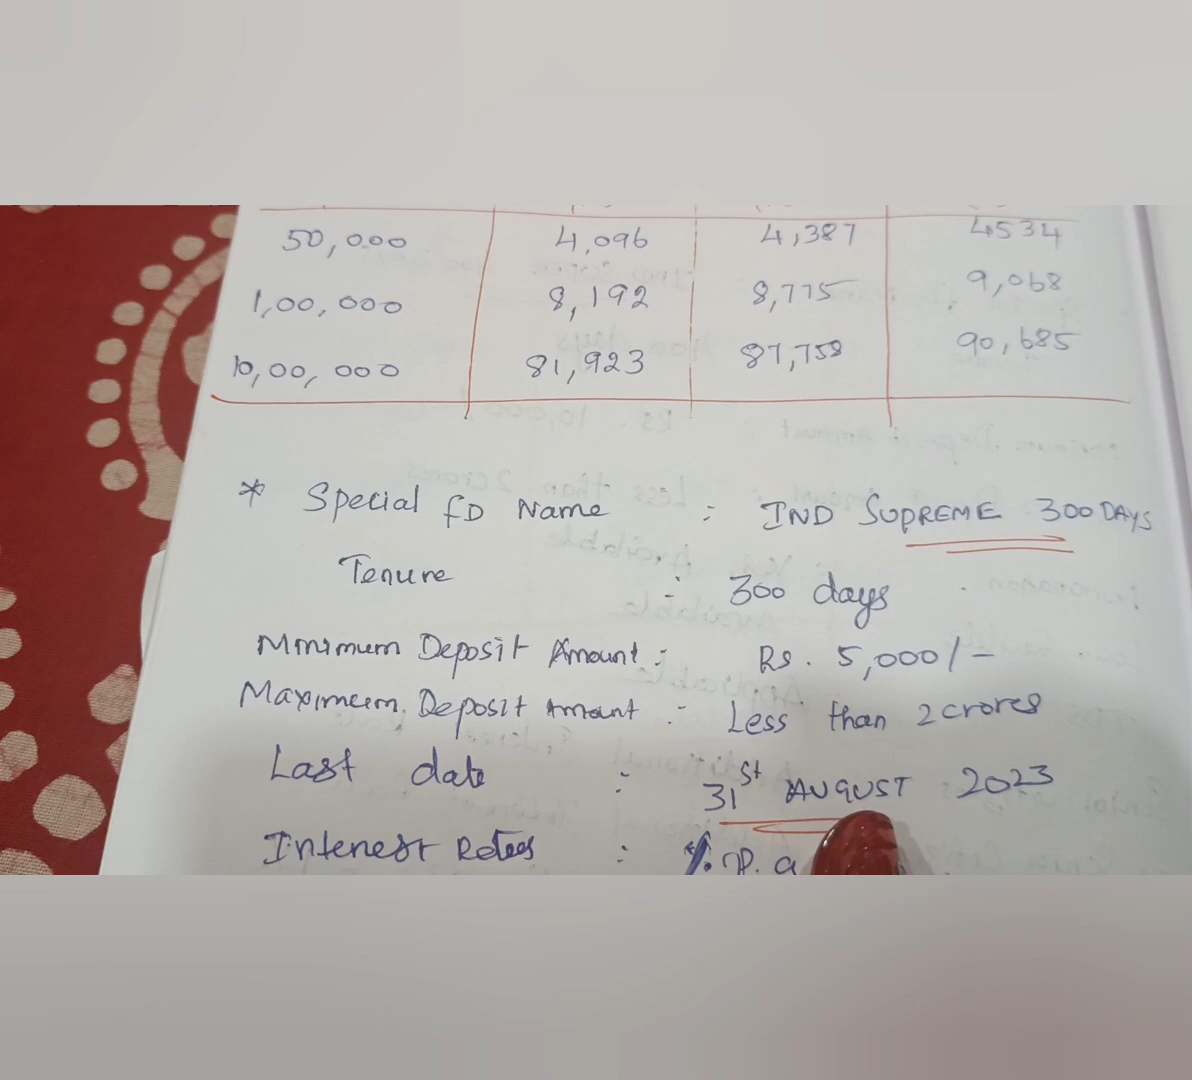 50,000 4,096 4,387 4534
1,00,000 8,192 8,775 9,068
10,00,000 81,923 87,758 90,685
* Special FD Name : IND SUPREME 300 DAYS
Tenure : 300 days
Minimum Deposit Amount : Rs. 5,000/-
Maximum Deposit Amount :- Less than 2 crores
Last date : 31st AUGUST 2023
Interest Rates : %. p. a